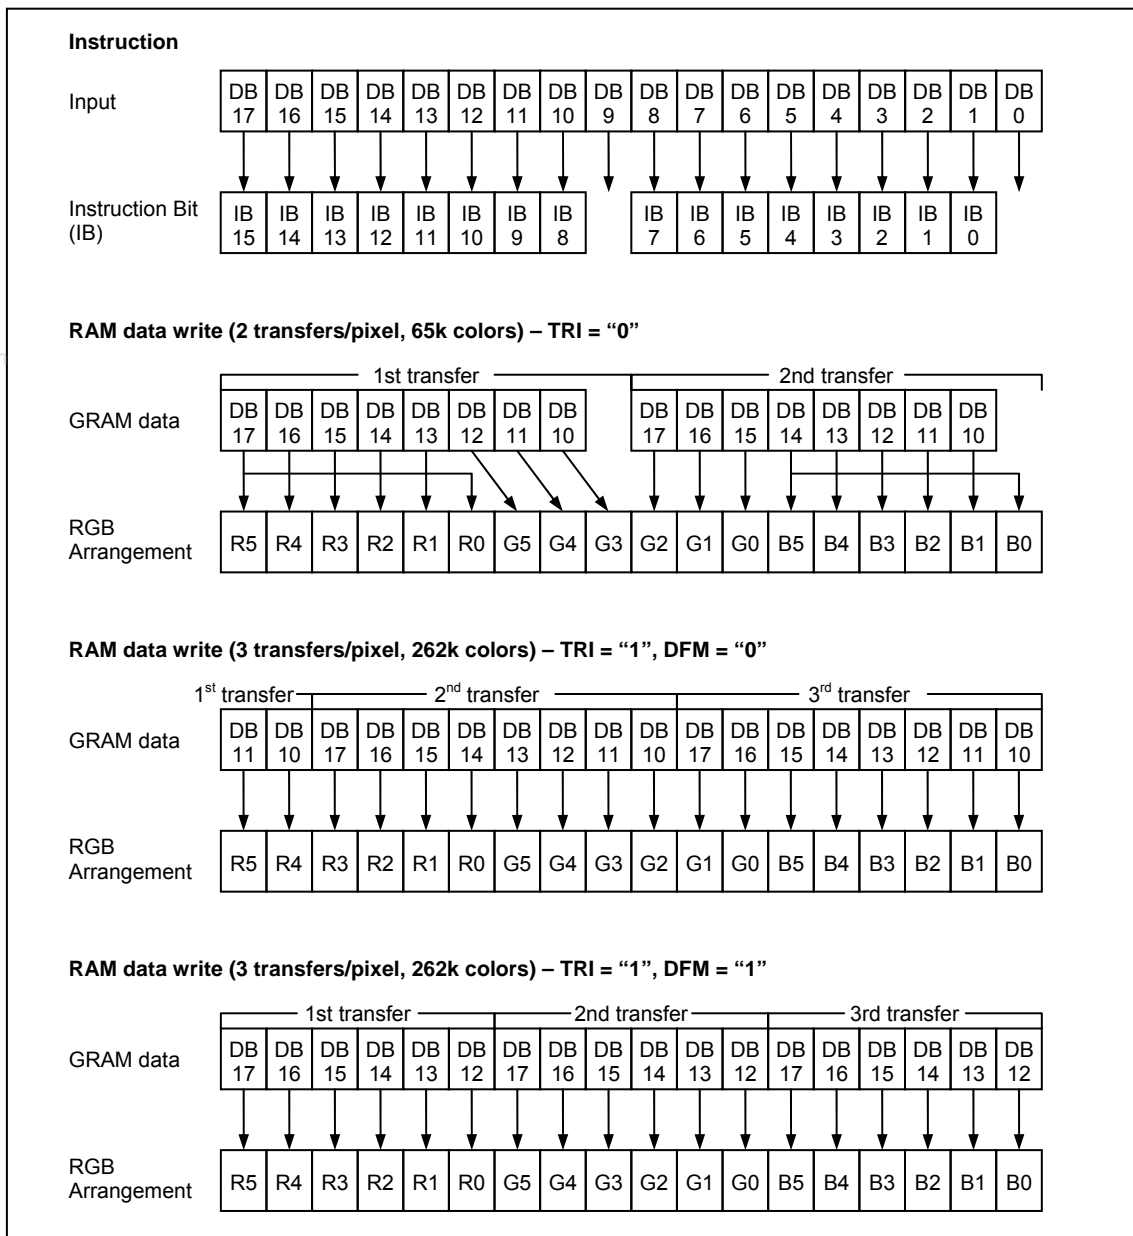 Instruction
Input
DB 17 DB 16 DB 15 DB 14 DB 13 DB 12 DB 11 DB 10 DB 9 DB 8 DB 7 DB 6 DB 5 DB 4 DB 3 DB 2 DB 1 DB 0
Instruction Bit
(IB)
IB 15 IB 14 IB 13 IB 12 IB 11 IB 10 IB 9 IB 8 IB 7 IB 6 IB 5 IB 4 IB 3 IB 2 IB 1 IB 0
RAM data write (2 transfers/pixel, 65k colors) – TRI = “0”
1st transfer 2nd transfer
GRAM data
DB 17 DB 16 DB 15 DB 14 DB 13 DB 12 DB 11 DB 10 DB 17 DB 16 DB 15 DB 14 DB 13 DB 12 DB 11 DB 10
RGB
Arrangement
R5 R4 R3 R2 R1 R0 G5 G4 G3 G2 G1 G0 B5 B4 B3 B2 B1 B0
RAM data write (3 transfers/pixel, 262k colors) – TRI = “1”, DFM = “0”
1st transfer 2nd transfer 3rd transfer
GRAM data
DB 11 DB 10 DB 17 DB 16 DB 15 DB 14 DB 13 DB 12 DB 11 DB 10 DB 17 DB 16 DB 15 DB 14 DB 13 DB 12 DB 11 DB 10
RGB
Arrangement
R5 R4 R3 R2 R1 R0 G5 G4 G3 G2 G1 G0 B5 B4 B3 B2 B1 B0
RAM data write (3 transfers/pixel, 262k colors) – TRI = “1”, DFM = “1”
1st transfer 2nd transfer 3rd transfer
GRAM data
DB 17 DB 16 DB 15 DB 14 DB 13 DB 12 DB 17 DB 16 DB 15 DB 14 DB 13 DB 12 DB 17 DB 16 DB 15 DB 14 DB 13 DB 12
RGB
Arrangement
R5 R4 R3 R2 R1 R0 G5 G4 G3 G2 G1 G0 B5 B4 B3 B2 B1 B0